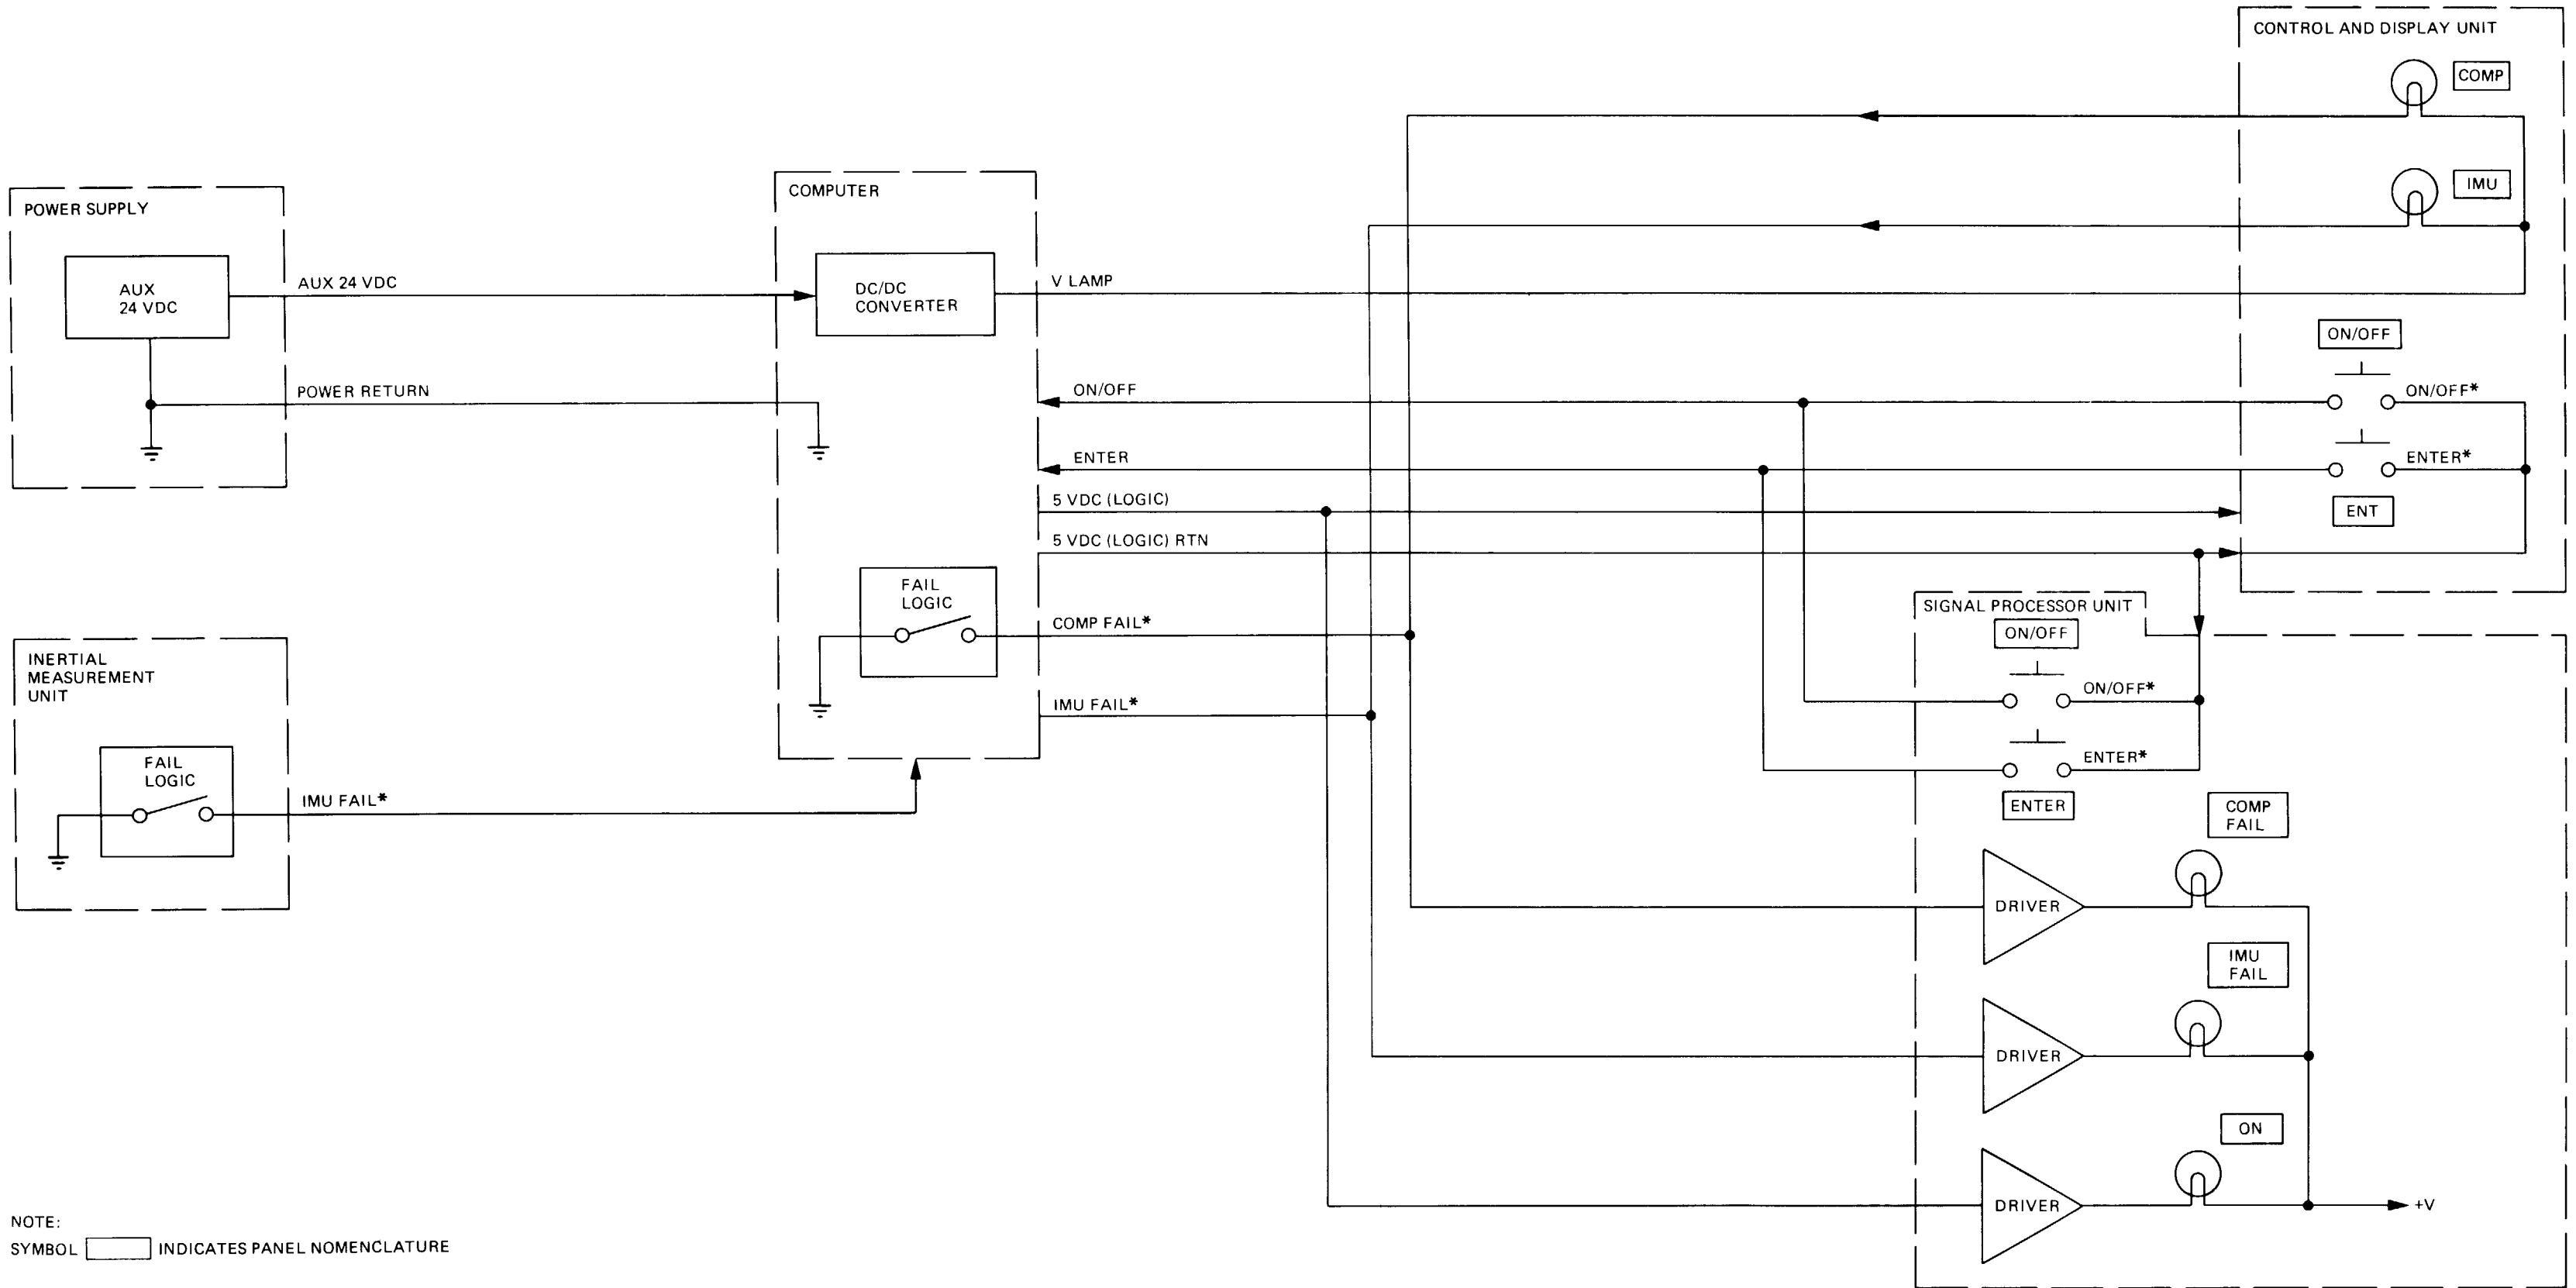 CONTROL AND DISPLAY UNIT
COMP
IMU
POWER SUPPLY
AUX
24 VDC
AUX 24 VDC
POWER RETURN
COMPUTER
DC/DC
CONVERTER
V LAMP
ON/OFF
ON/OFF
ON/OFF*
ENTER
ENTER*
ENT
5 VDC (LOGIC)
5 VDC (LOGIC) RTN
FAIL
LOGIC
COMP FAIL*
IMU FAIL*
INERTIAL
MEASUREMENT
UNIT
FAIL
LOGIC
IMU FAIL*
SIGNAL PROCESSOR UNIT
ON/OFF
ON/OFF*
ENTER*
ENTER
COMP
FAIL
DRIVER
IMU
FAIL
DRIVER
ON
DRIVER
+V
NOTE:
SYMBOL INDICATES PANEL NOMENCLATURE